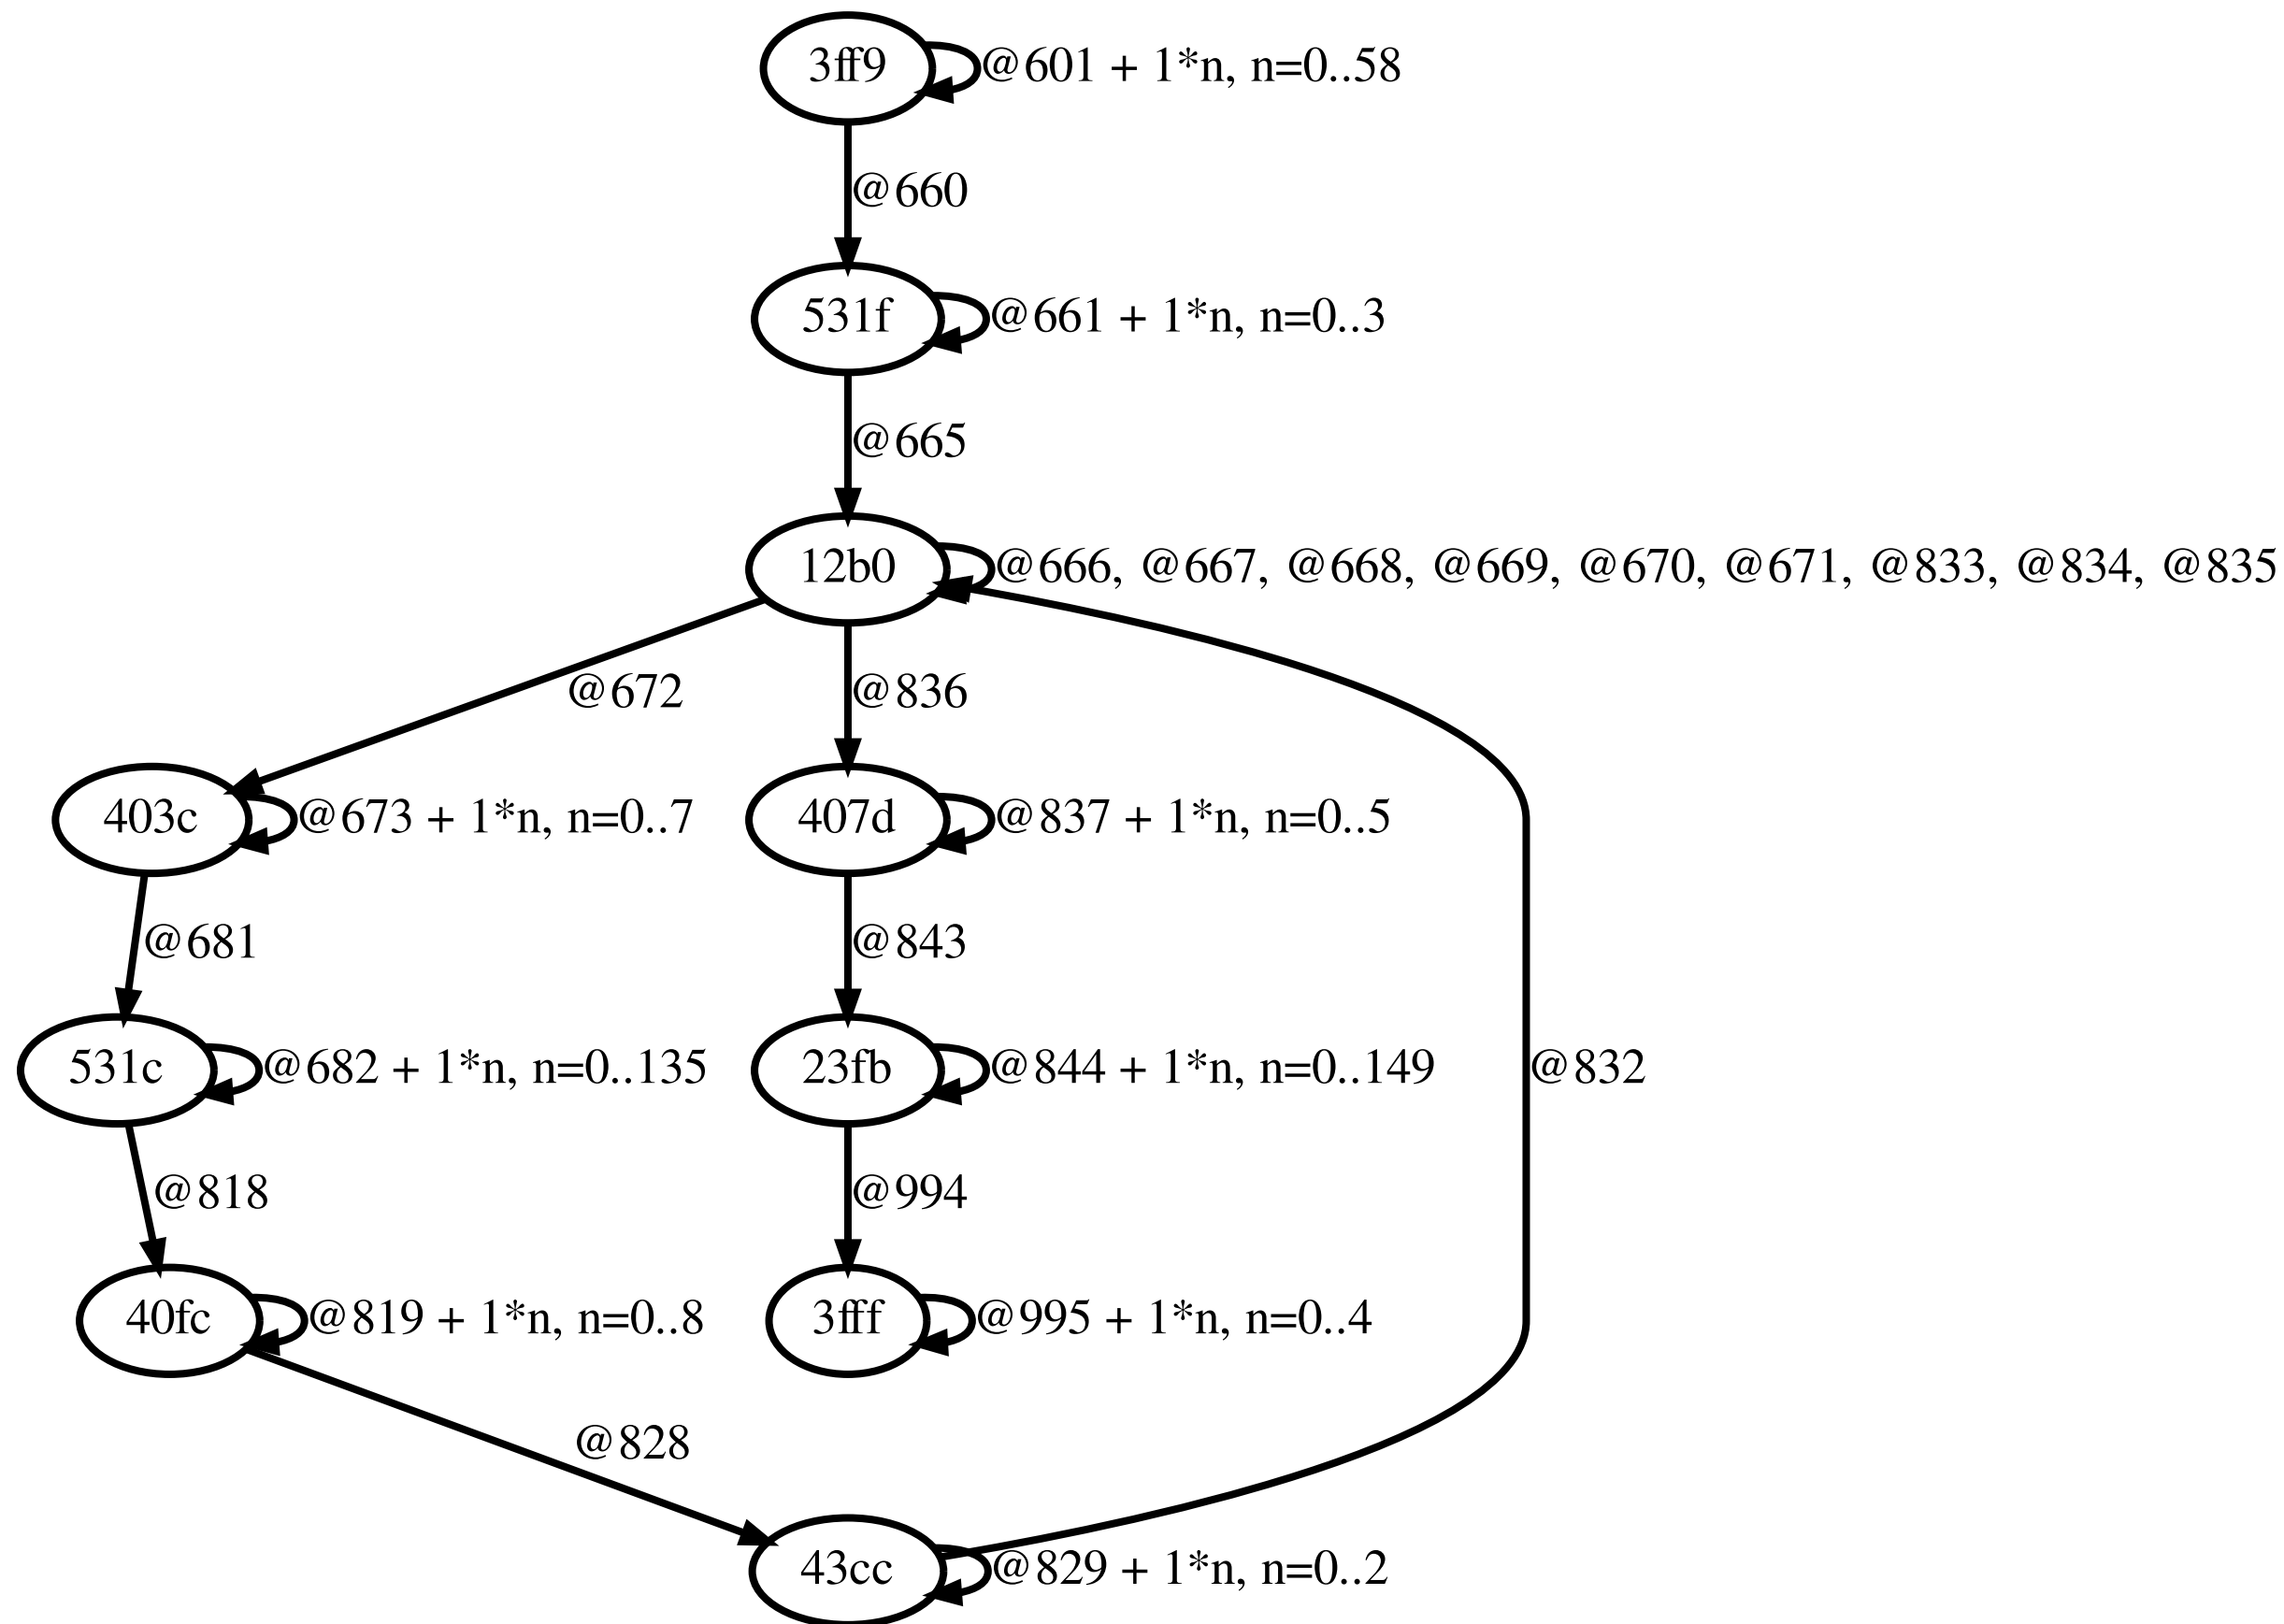 3ff9
@601 + 1*n, n=0..58
@660
531f
@661 + 1*n, n=0..3
@665
12b0
@666, @667, @668, @669, @670, @671, @833, @834, @835
@672
@836
403c
@673 + 1*n, n=0..7
407d
@837 + 1*n, n=0..5
@681
@843
531c
@682 + 1*n, n=0..135
23fb
@844 + 1*n, n=0..149
@832
@818
@994
40fc
@819 + 1*n, n=0..8
3fff
@995 + 1*n, n=0..4
@828
43cc
@829 + 1*n, n=0..2